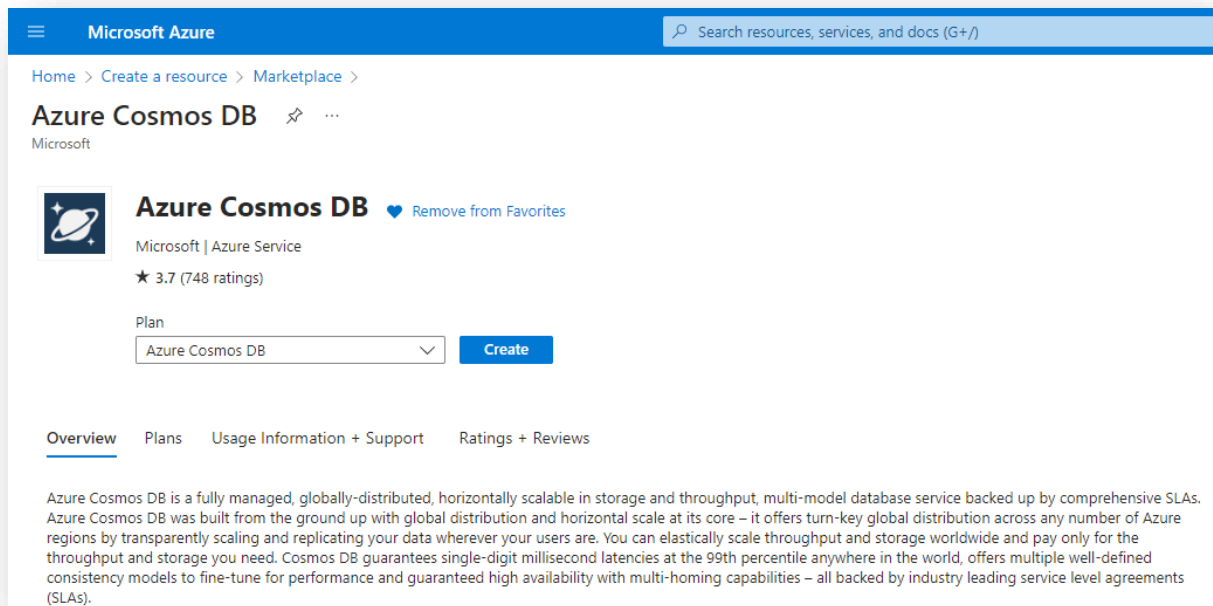 Microsoft Azure
Search resources, services, and docs (G+/)
Home > Create a resource > Marketplace >
Azure Cosmos DB ...
Microsoft
Azure Cosmos DB Remove from Favorites
Microsoft | Azure Service
★ 3.7 (748 ratings)
Plan
Azure Cosmos DB
Create
Overview Plans Usage Information + Support Ratings + Reviews
Azure Cosmos DB is a fully managed, globally-distributed, horizontally scalable in storage and throughput, multi-model database service backed up by comprehensive SLAs.
Azure Cosmos DB was built from the ground up with global distribution and horizontal scale at its core – it offers turn-key global distribution across any number of Azure
regions by transparently scaling and replicating your data wherever your users are. You can elastically scale throughput and storage worldwide and pay only for the
throughput and storage you need. Cosmos DB guarantees single-digit millisecond latencies at the 99th percentile anywhere in the world, offers multiple well-defined
consistency models to fine-tune for performance and guaranteed high availability with multi-homing capabilities – all backed by industry leading service level agreements
(SLAs).